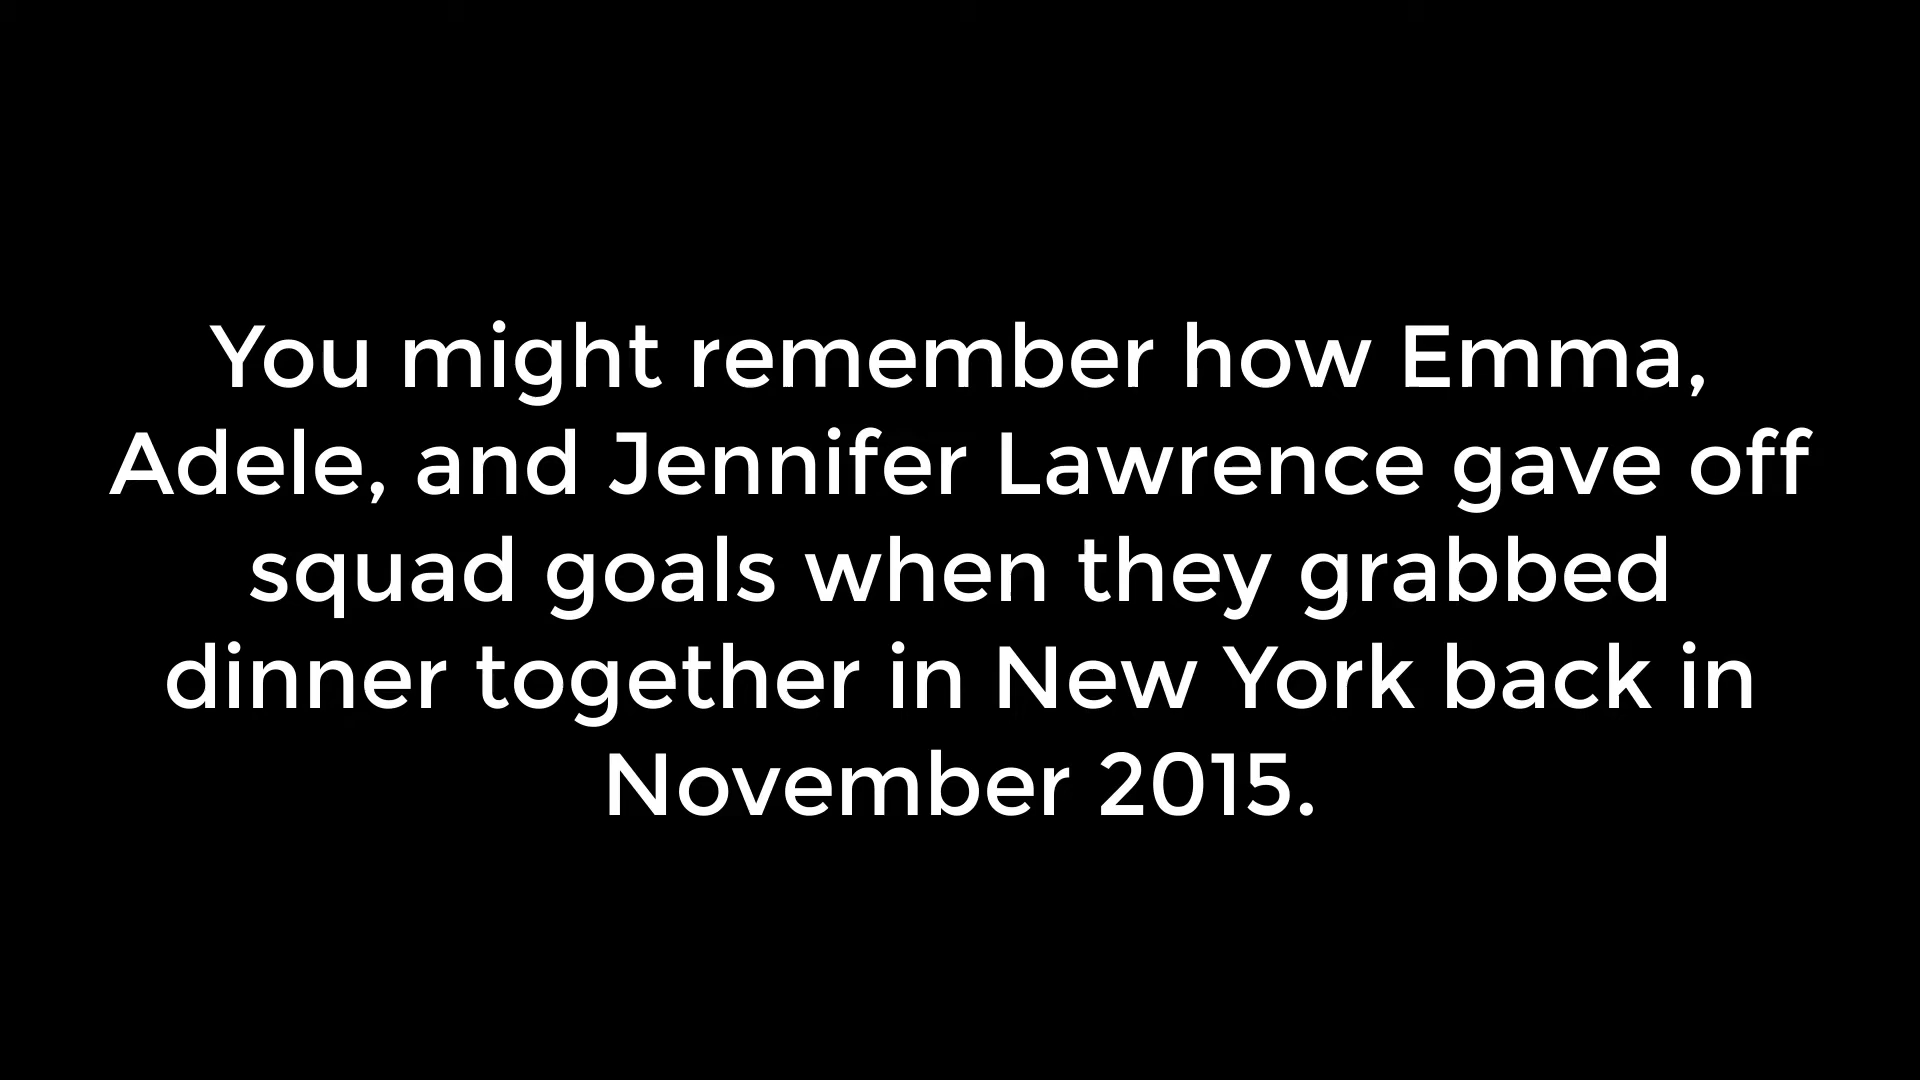 You might remember how Emma,
Adele, and Jennifer Lawrence gave off
squad goals when they grabbed
dinner together in New York back in
November 2015.